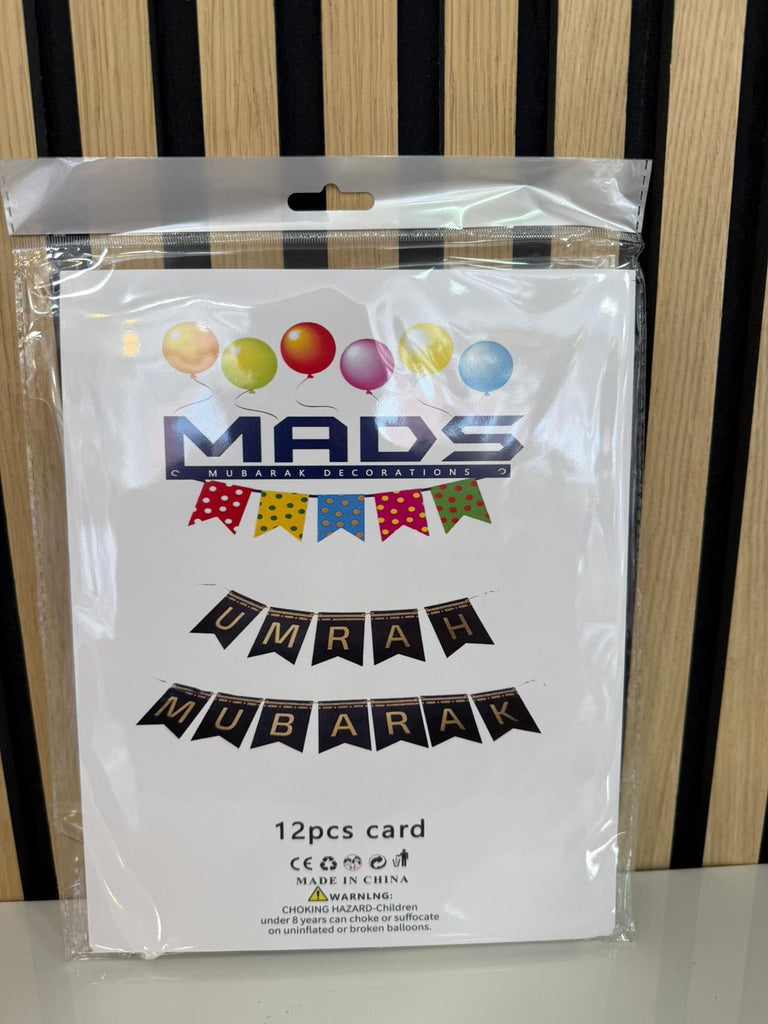 MADS
MUBARAK DECORATIONS
UMRAH
MUBARAK
12pcs card
CE
MADE IN CHINA
WARNLNG:
CHOKING HAZARD-Children
under 8 years can choke or suffocate
on uninflated or broken balloons.